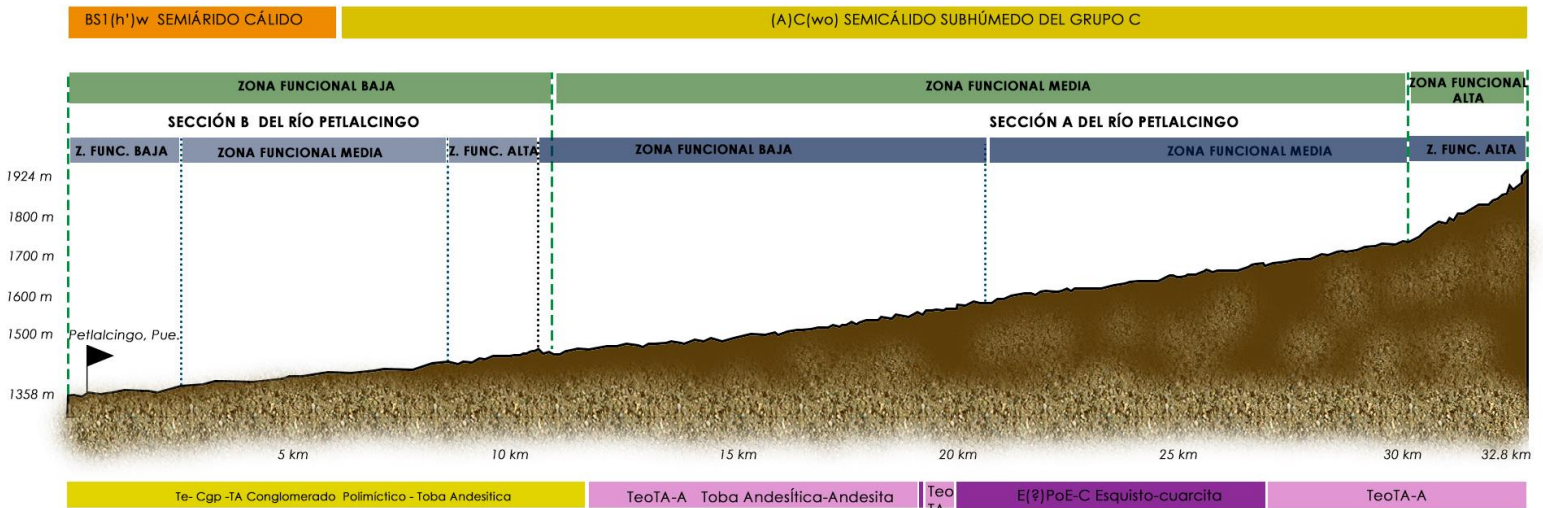 BS1(h')w SEMIÁRIDO CÁLIDO
(A)C(wo) SEMICÁLIDO SUBHÚMEDO DEL GRUPO C
ZONA FUNCIONAL BAJA
ZONA FUNCIONAL MEDIA
ZONA FUNCIONAL
ALTA
SECCIÓN B DEL RÍO PETLALCINGO
SECCIÓN A DEL RÍO PETLALCINGO
Z. FUNC. BAJA
ZONA FUNCIONAL MEDIA
Z. FUNC. ALTA
ZONA FUNCIONAL BAJA
ZONA FUNCIONAL MEDIA
Z. FUNC. ALTA
1924 m
1800 m
1700 m
1600 m
1500 m
Petlalcingo, Pue.
1358 m
5 km
10 km
15 km
20 km
25 km
30 km
32.8 km
Te- Cgp -TA Conglomerado Polimíctico - Toba Andesitica
TeoTA-A Toba AndesÍtica-Andesita
Teo
TA
E(?)PoE-C Esquisto-cuarcita
TeoTA-A